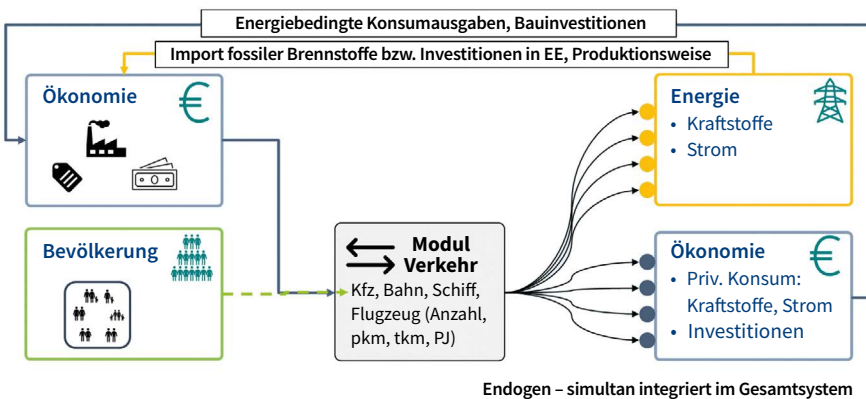 Energiebedingte Konsumausgaben, Bauinvestitionen
Import fossiler Brennstoffe bzw. Investitionen in EE, Produktionsweise
Ökonomie
€
Bevölkerung
Modul
Verkehr
Kfz, Bahn, Schiff,
Flugzeug (Anzahl,
pkm, tkm, PJ)
Energie
• Kraftstoffe
• Strom
Ökonomie
€
• Priv. Konsum:
Kraftstoffe, Strom
• Investitionen
Endogen – simultan integriert im Gesamtsystem